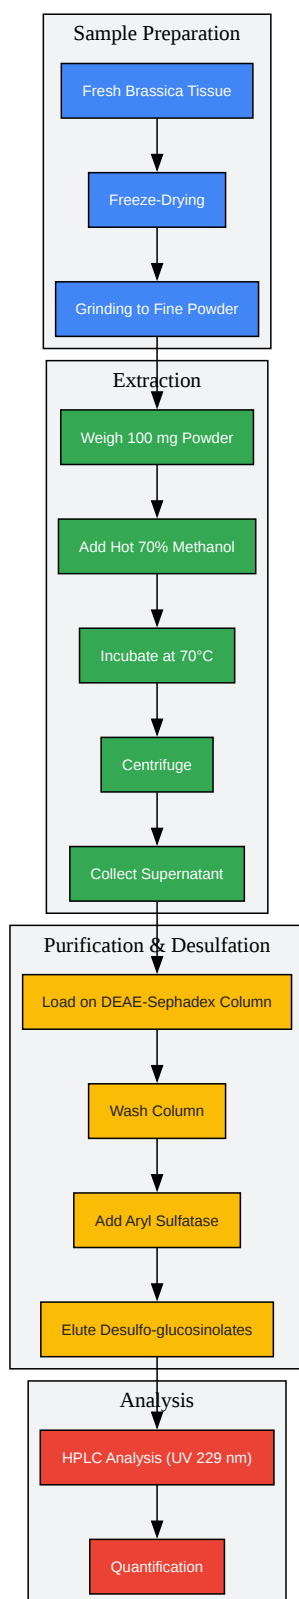 Sample Preparation
Fresh Brassica Tissue
Freeze-Drying
Grinding to Fine Powder
Extraction
Weigh 100 mg Powder
Add Hot 70% Methanol
Incubate at 70°C
Centrifuge
Collect Supernatant
Purification & Desulfation
Load on DEAE-Sephadex Column
Wash Column
Add Aryl Sulfatase
Elute Desulfo-glucosinolates
Analysis
HPLC Analysis (UV 229 nm)
Quantification